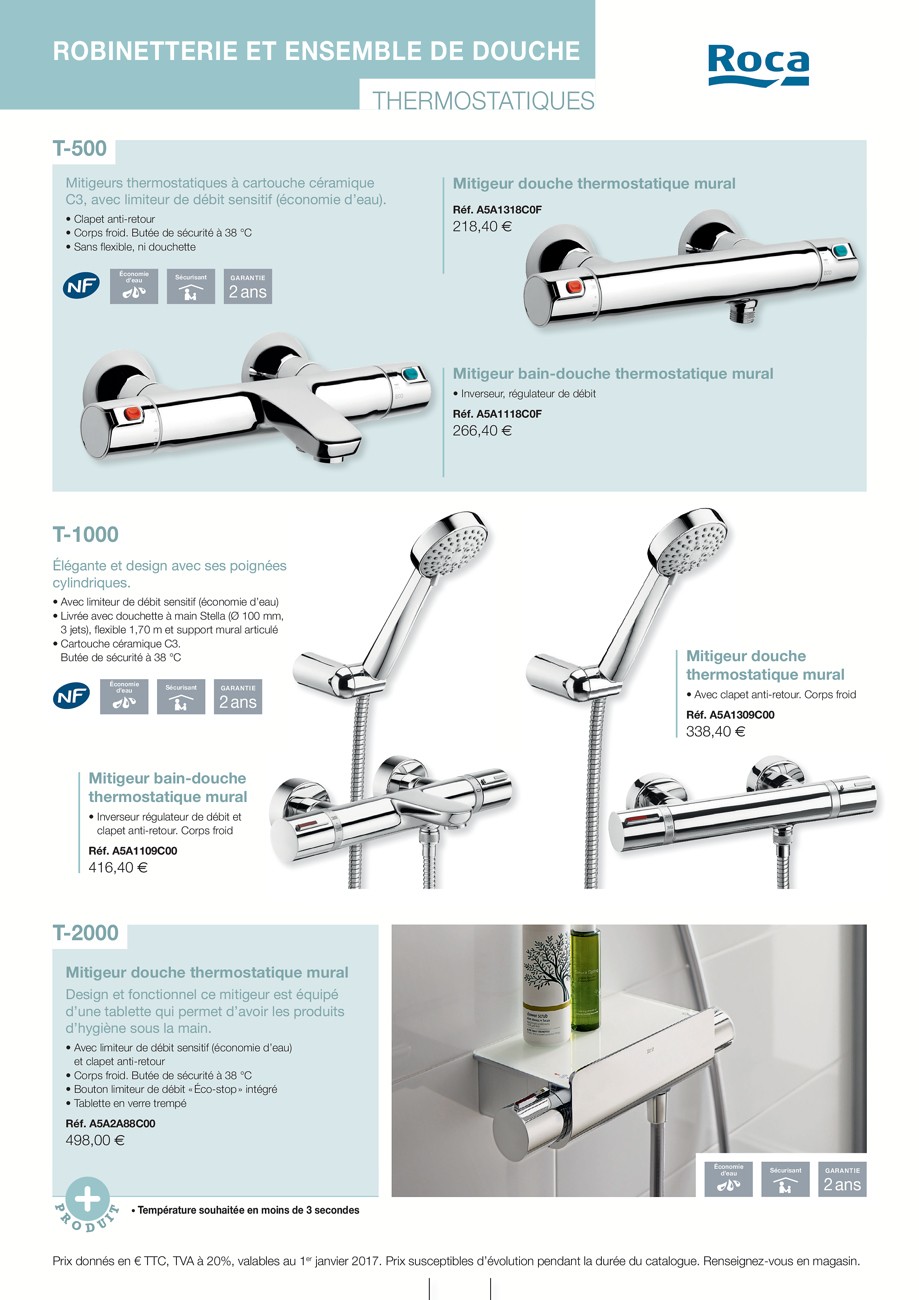 ROBINETTERIE ET ENSEMBLE DE DOUCHE
Roca
THERMOSTATIQUES
T-500
Mitigeurs thermostatiques à cartouche céramique
C3, avec limiteur de débit sensitif (économie d'eau).
• Clapet anti-retour
• Corps froid. Butée de sécurité à 38 °C
• Sans flexible, ni douchette
NF
Économie
d'eau
Sécurisant
GARANTIE
2 ans
Mitigeur douche thermostatique mural
Réf. A5A1318C0F
218,40 €
Mitigeur bain-douche thermostatique mural
• Inverseur, régulateur de débit
Réf. A5A1118C0F
266,40 €
T-1000
Élégante et design avec ses poignées
cylindriques.
• Avec limiteur de débit sensitif (économie d'eau)
• Livrée avec douchette à main Stella (Ø 100 mm,
3 jets), flexible 1,70 m et support mural articulé
• Cartouche céramique C3.
Butée de sécurité à 38 °C
NF
Économie
d'eau
Sécurisant
GARANTIE
2 ans
Mitigeur douche
thermostatique mural
• Avec clapet anti-retour. Corps froid
Réf. A5A1309C00
338,40 €
Mitigeur bain-douche
thermostatique mural
• Inverseur régulateur de débit et
clapet anti-retour. Corps froid
Réf. A5A1109C00
416,40 €
T-2000
Mitigeur douche thermostatique mural
Design et fonctionnel ce mitigeur est équipé
d'une tablette qui permet d'avoir les produits
d'hygiène sous la main.
• Avec limiteur de débit sensitif (économie d'eau)
et clapet anti-retour
• Corps froid. Butée de sécurité à 38 °C
• Bouton limiteur de débit « Éco-stop » intégré
• Tablette en verre trempé
Réf. A5A2A88C00
498,00 €
Économie
d'eau
Sécurisant
GARANTIE
2 ans
+
PRODUIT
• Température souhaitée en moins de 3 secondes
Prix donnés en € TTC, TVA à 20%, valables au 1er janvier 2017. Prix susceptibles d'évolution pendant la durée du catalogue. Renseignez-vous en magasin.